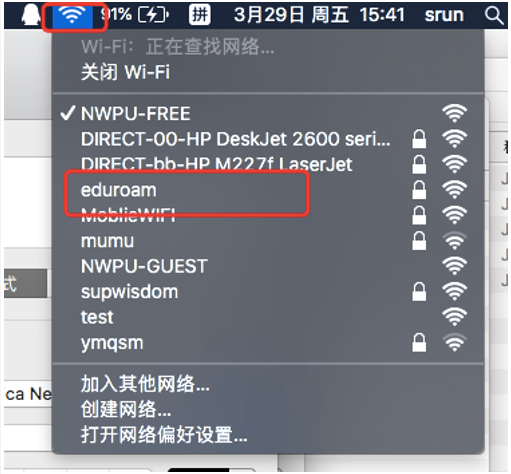 91% 拼 3月29日 周五 15:41 srun
Wi-Fi：正在查找网络...
关闭 Wi-Fi
NWPU-FREE
DIRECT-00-HP DeskJet 2600 seri...
DIRECT-bb-HP M227f LaserJet
eduroam
MoblieWIFI
mumu
NWPU-GUEST
supwisdom
式
test
ymqsm
加入其他网络...
ca Ne
创建网络...
打开网络偏好设置...